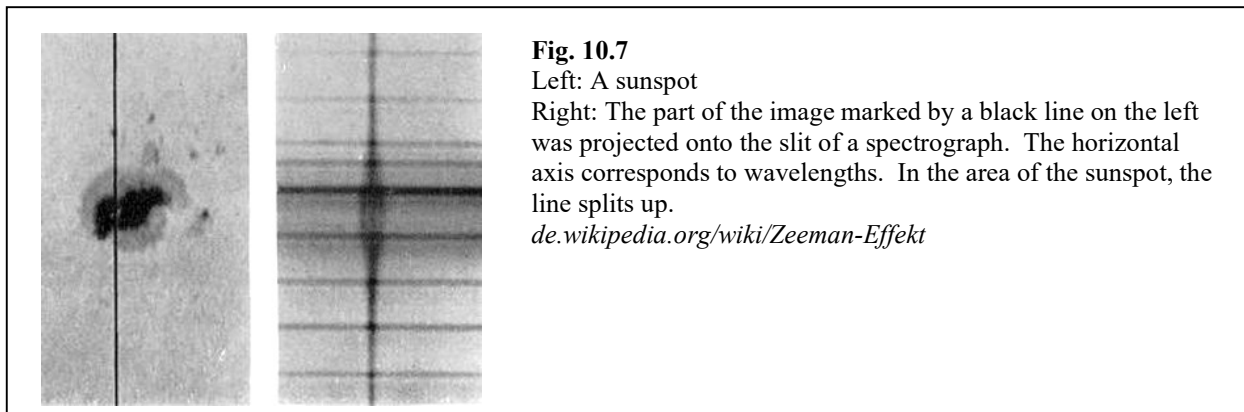 Fig. 10.7
Left: A sunspot
Right: The part of the image marked by a black line on the left
was projected onto the slit of a spectrograph.  The horizontal
axis corresponds to wavelengths.  In the area of the sunspot, the
line splits up.
de.wikipedia.org/wiki/Zeeman-Effekt